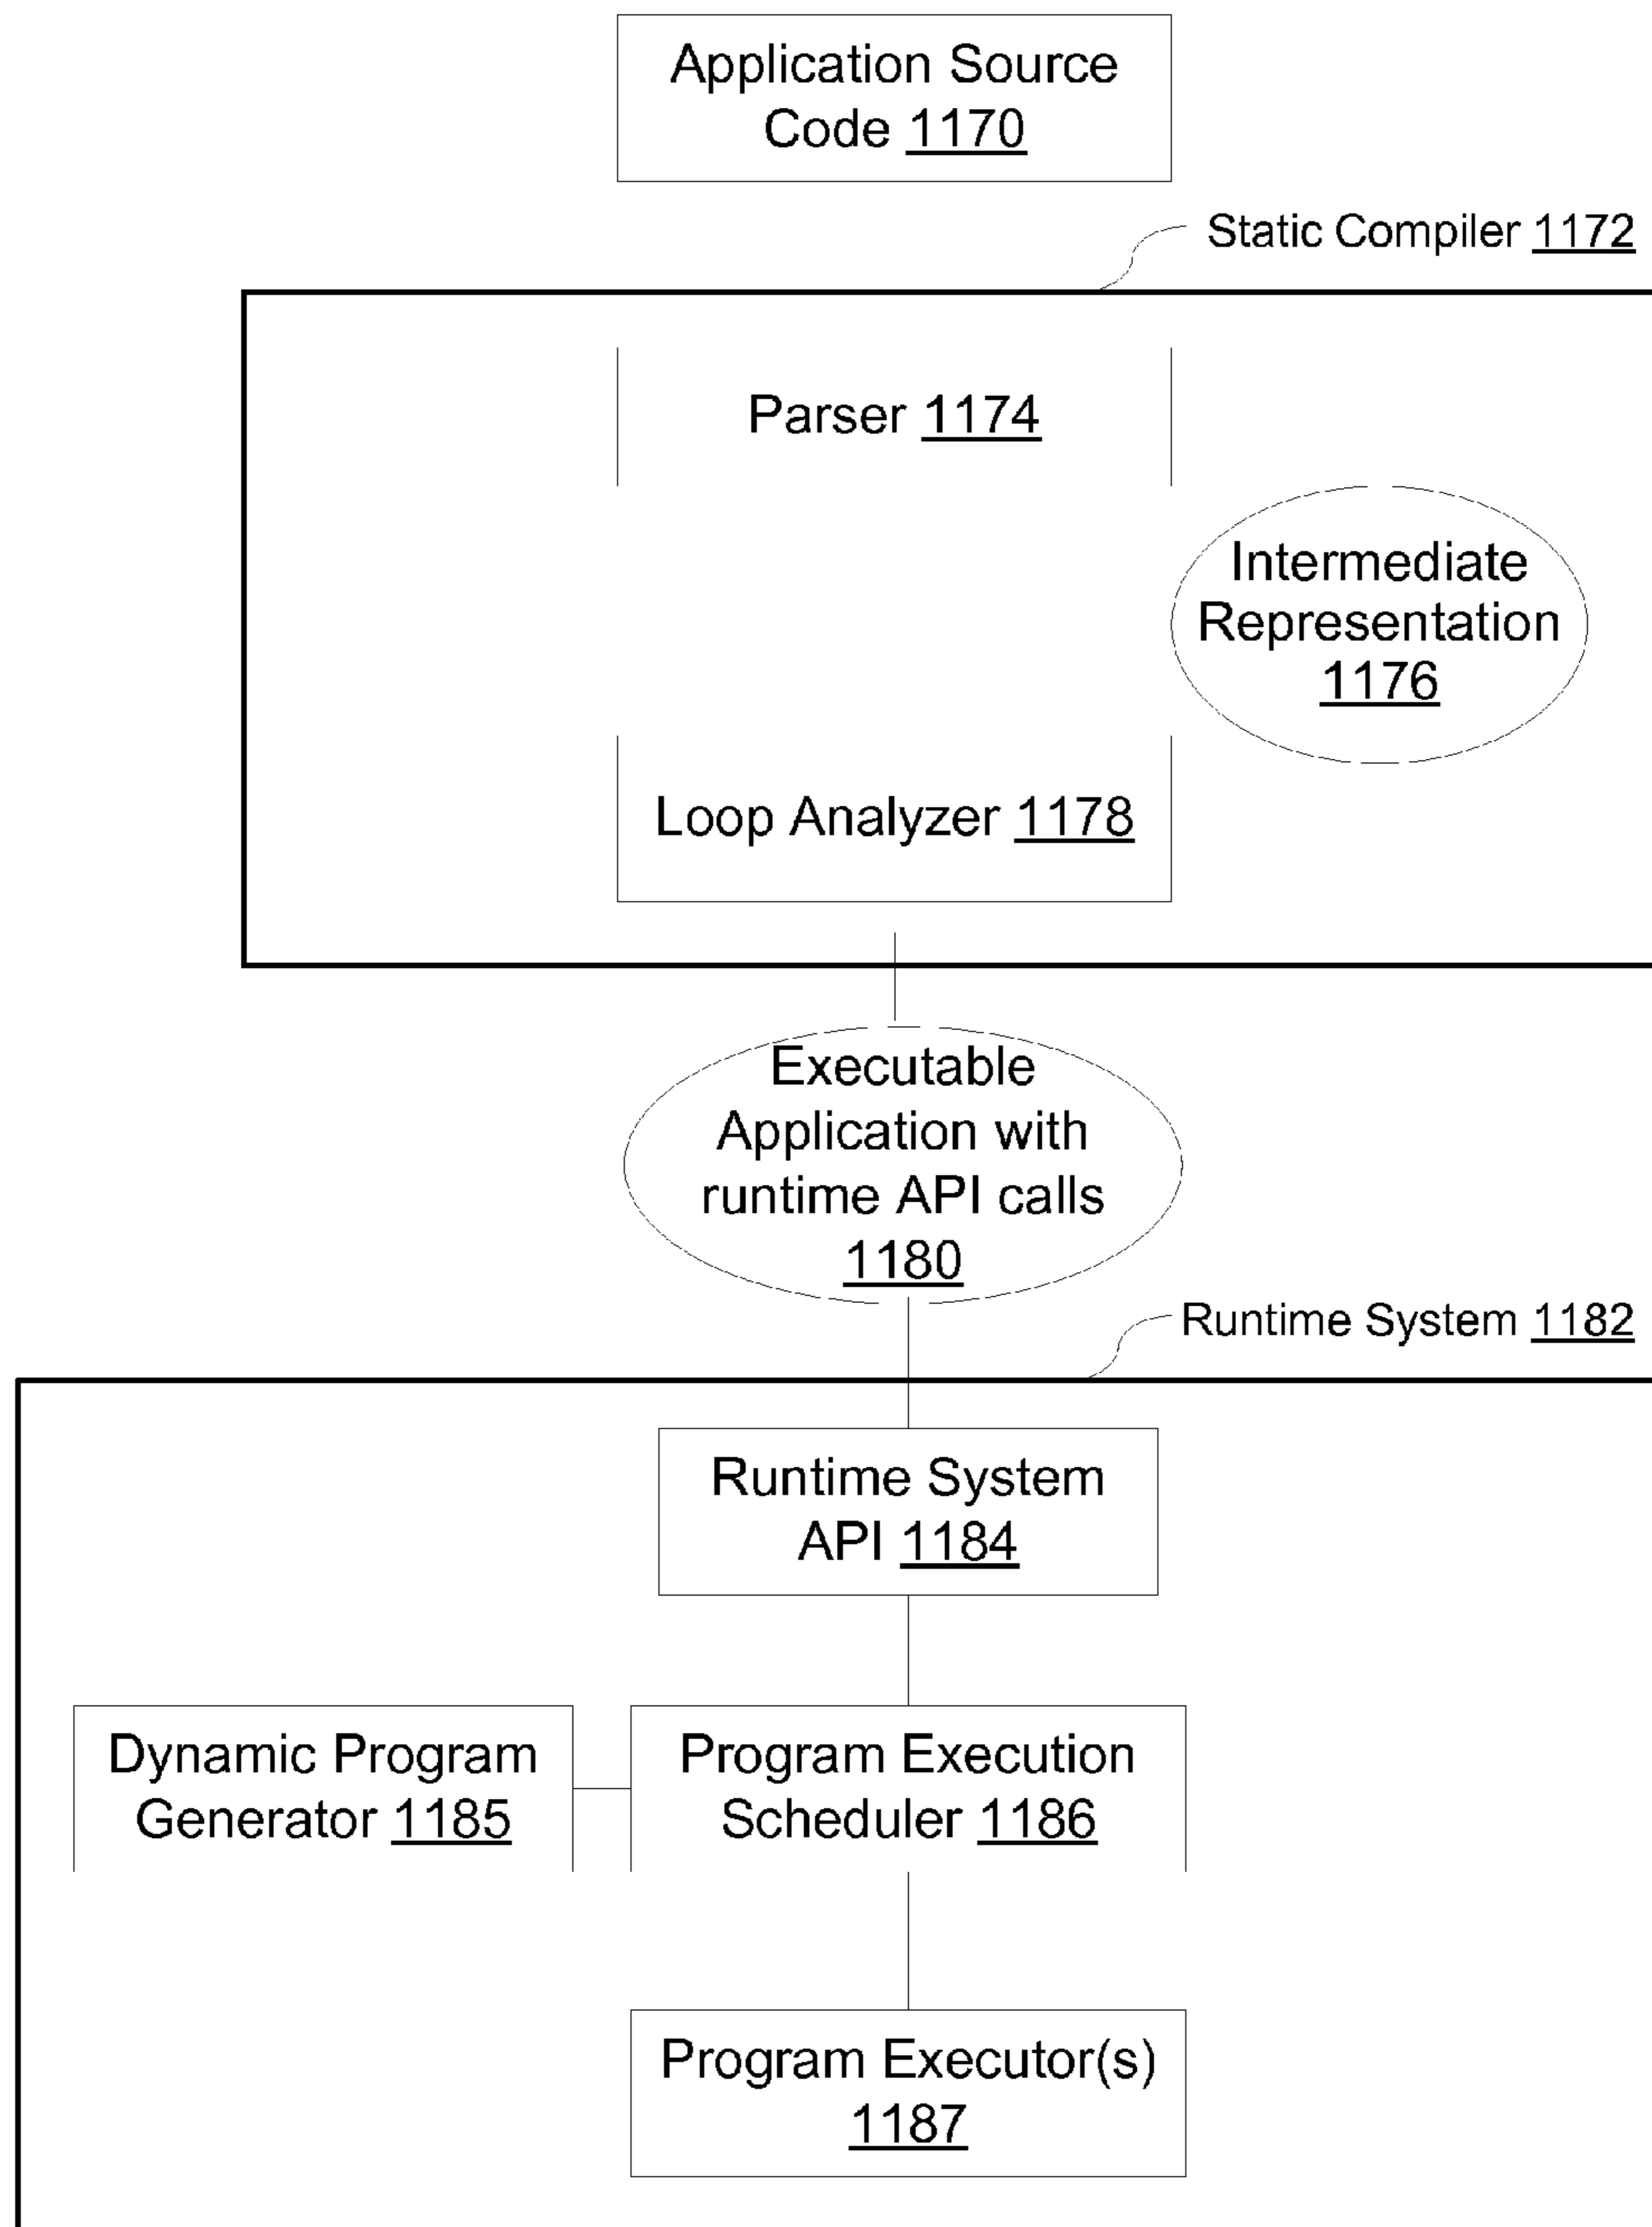 Application Source
Code 1170
Static Compiler 1172
Parser 1174
Intermediate
Representation
1176
Loop Analyzer 1178
Executable
Application with
runtime API calls
1180
Runtime System 1182
Runtime System
API 1184
Dynamic Program
Generator 1185
Program Execution
Scheduler 1186
Program Executor(s)
1187